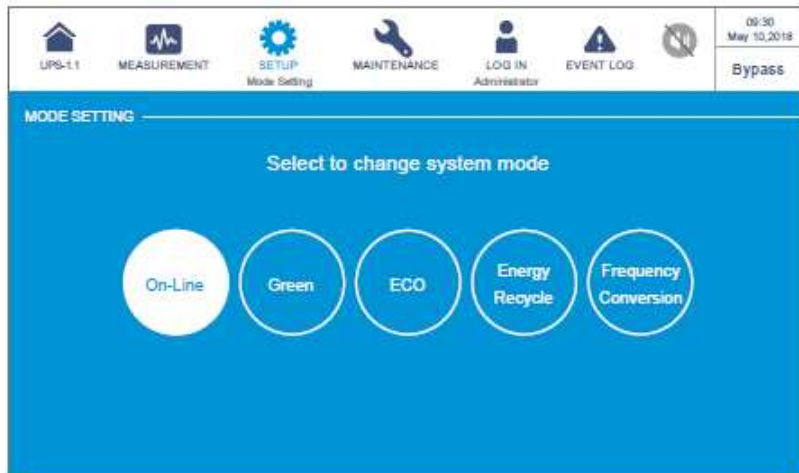 09:30
May 10,2018
UPS-1.1
MEASUREMENT
SETUP
Mode Setting
MAINTENANCE
LOG IN
Administrator
EVENT LOG
Bypass
MODE SETTING
Select to change system mode
On-Line
Green
ECO
Energy
Recycle
Frequency
Conversion